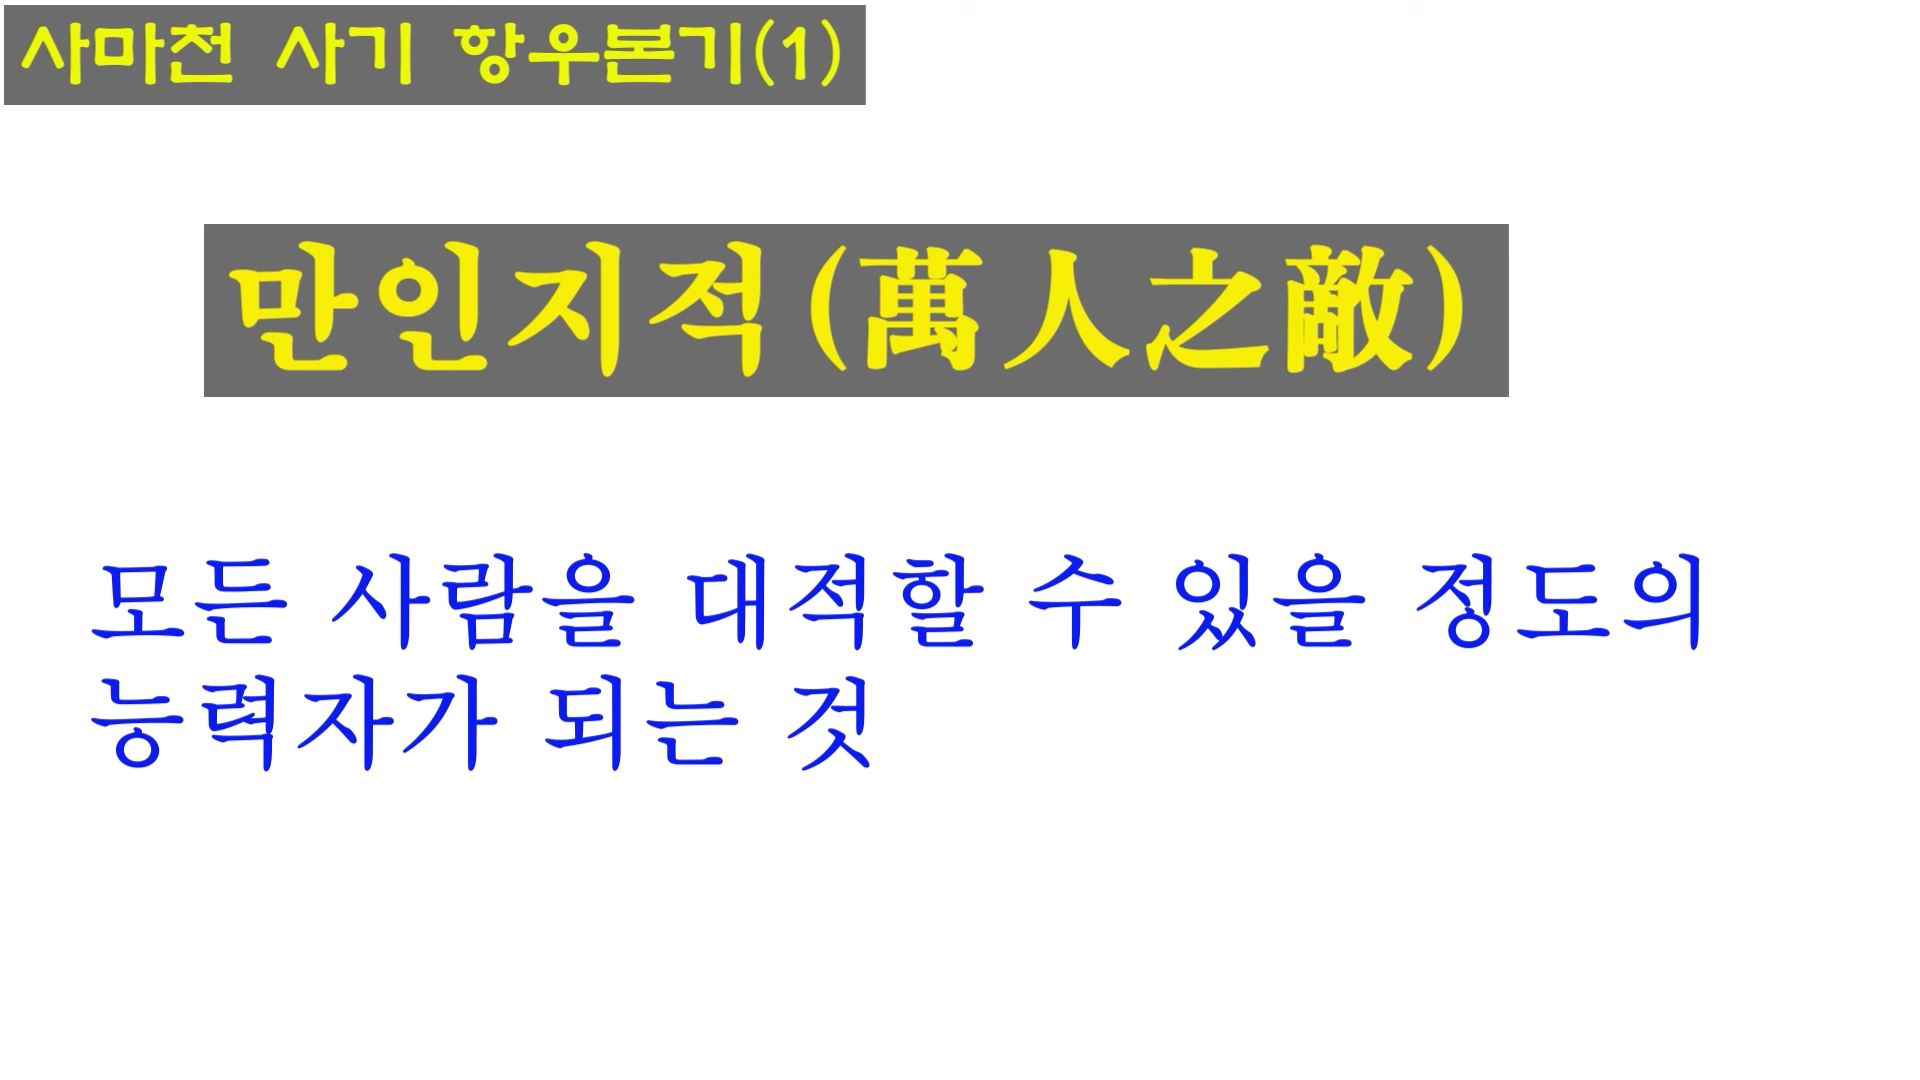 사마천 사기 항우본기(1)
만인지적(萬人之敵)
모든 사람을 대적할 수 있을 정도의
능력자가 되는 것